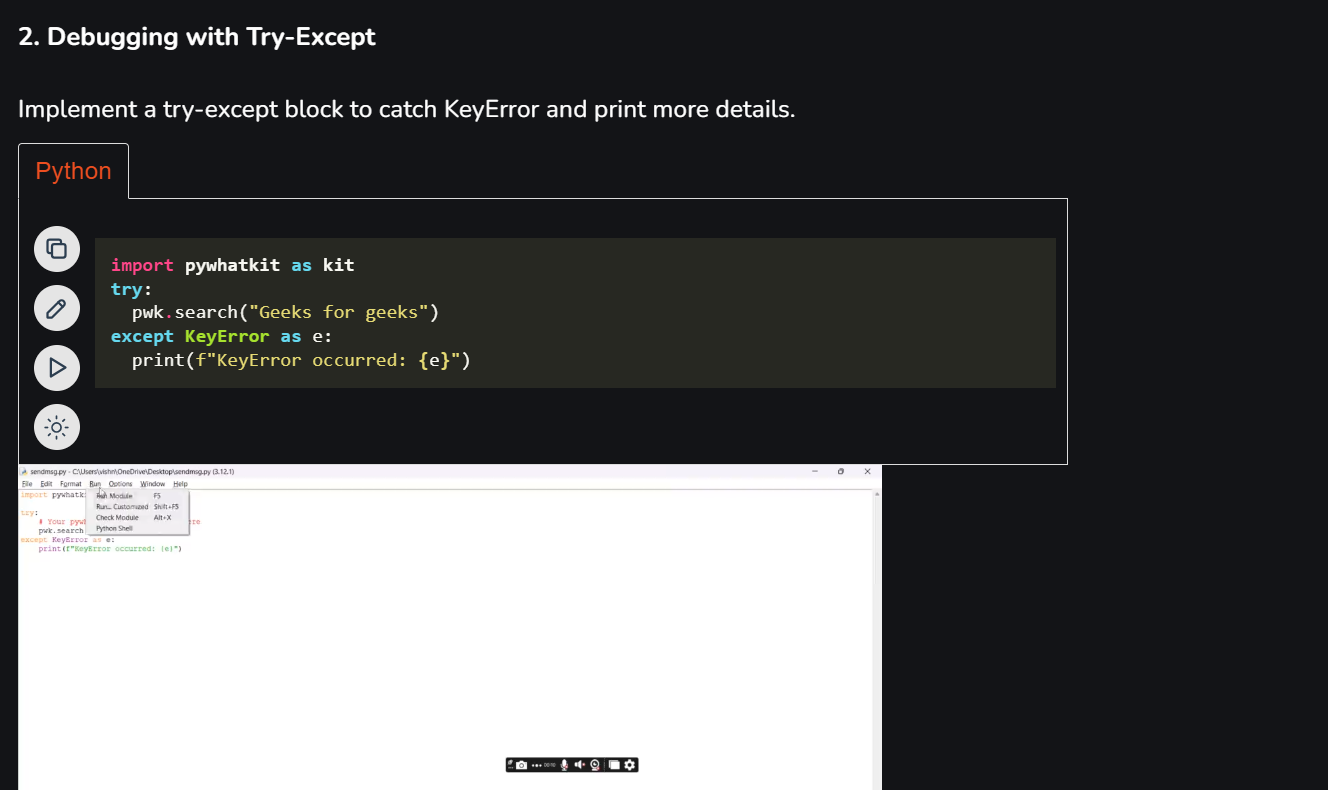 2. Debugging with Try-Except
Implement a try-except block to catch KeyError and print more details.
Python
import pywhatkit as kit
try:
  pwk.search("Geeks for geeks")
except KeyError as e:
  print(f"KeyError occurred: {e}")
sendmsg.py - C:\Users\vishn\OneDrive\Desktop\sendmsg.py (3.12.1)
File Edit Format Run Options Window Help
import pywhatk
Run Module F5
Run... Customized Shift+F5
try:
Check Module Alt+X
# Your pyw re
Python Shell
pwk.search
except KeyError as e:
print(f"KeyError occurred: {e}")
00:10